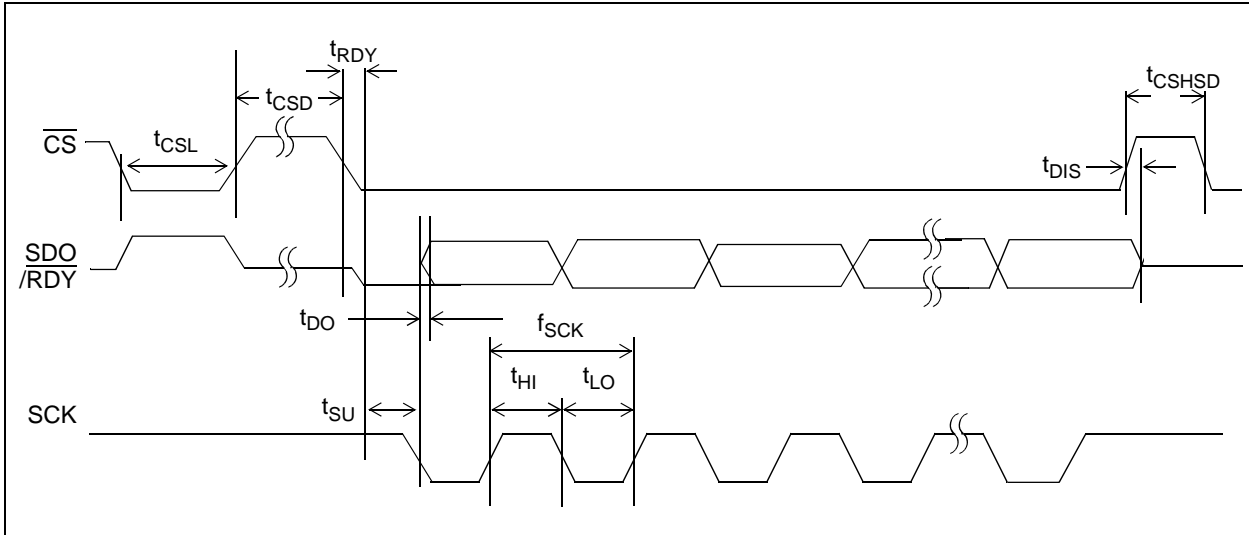 tRDY
tCSD
tCSHSD
CS
tCSL
tDIS
SDO
/RDY
tDO
fSCK
tHI
tLO
tSU
SCK